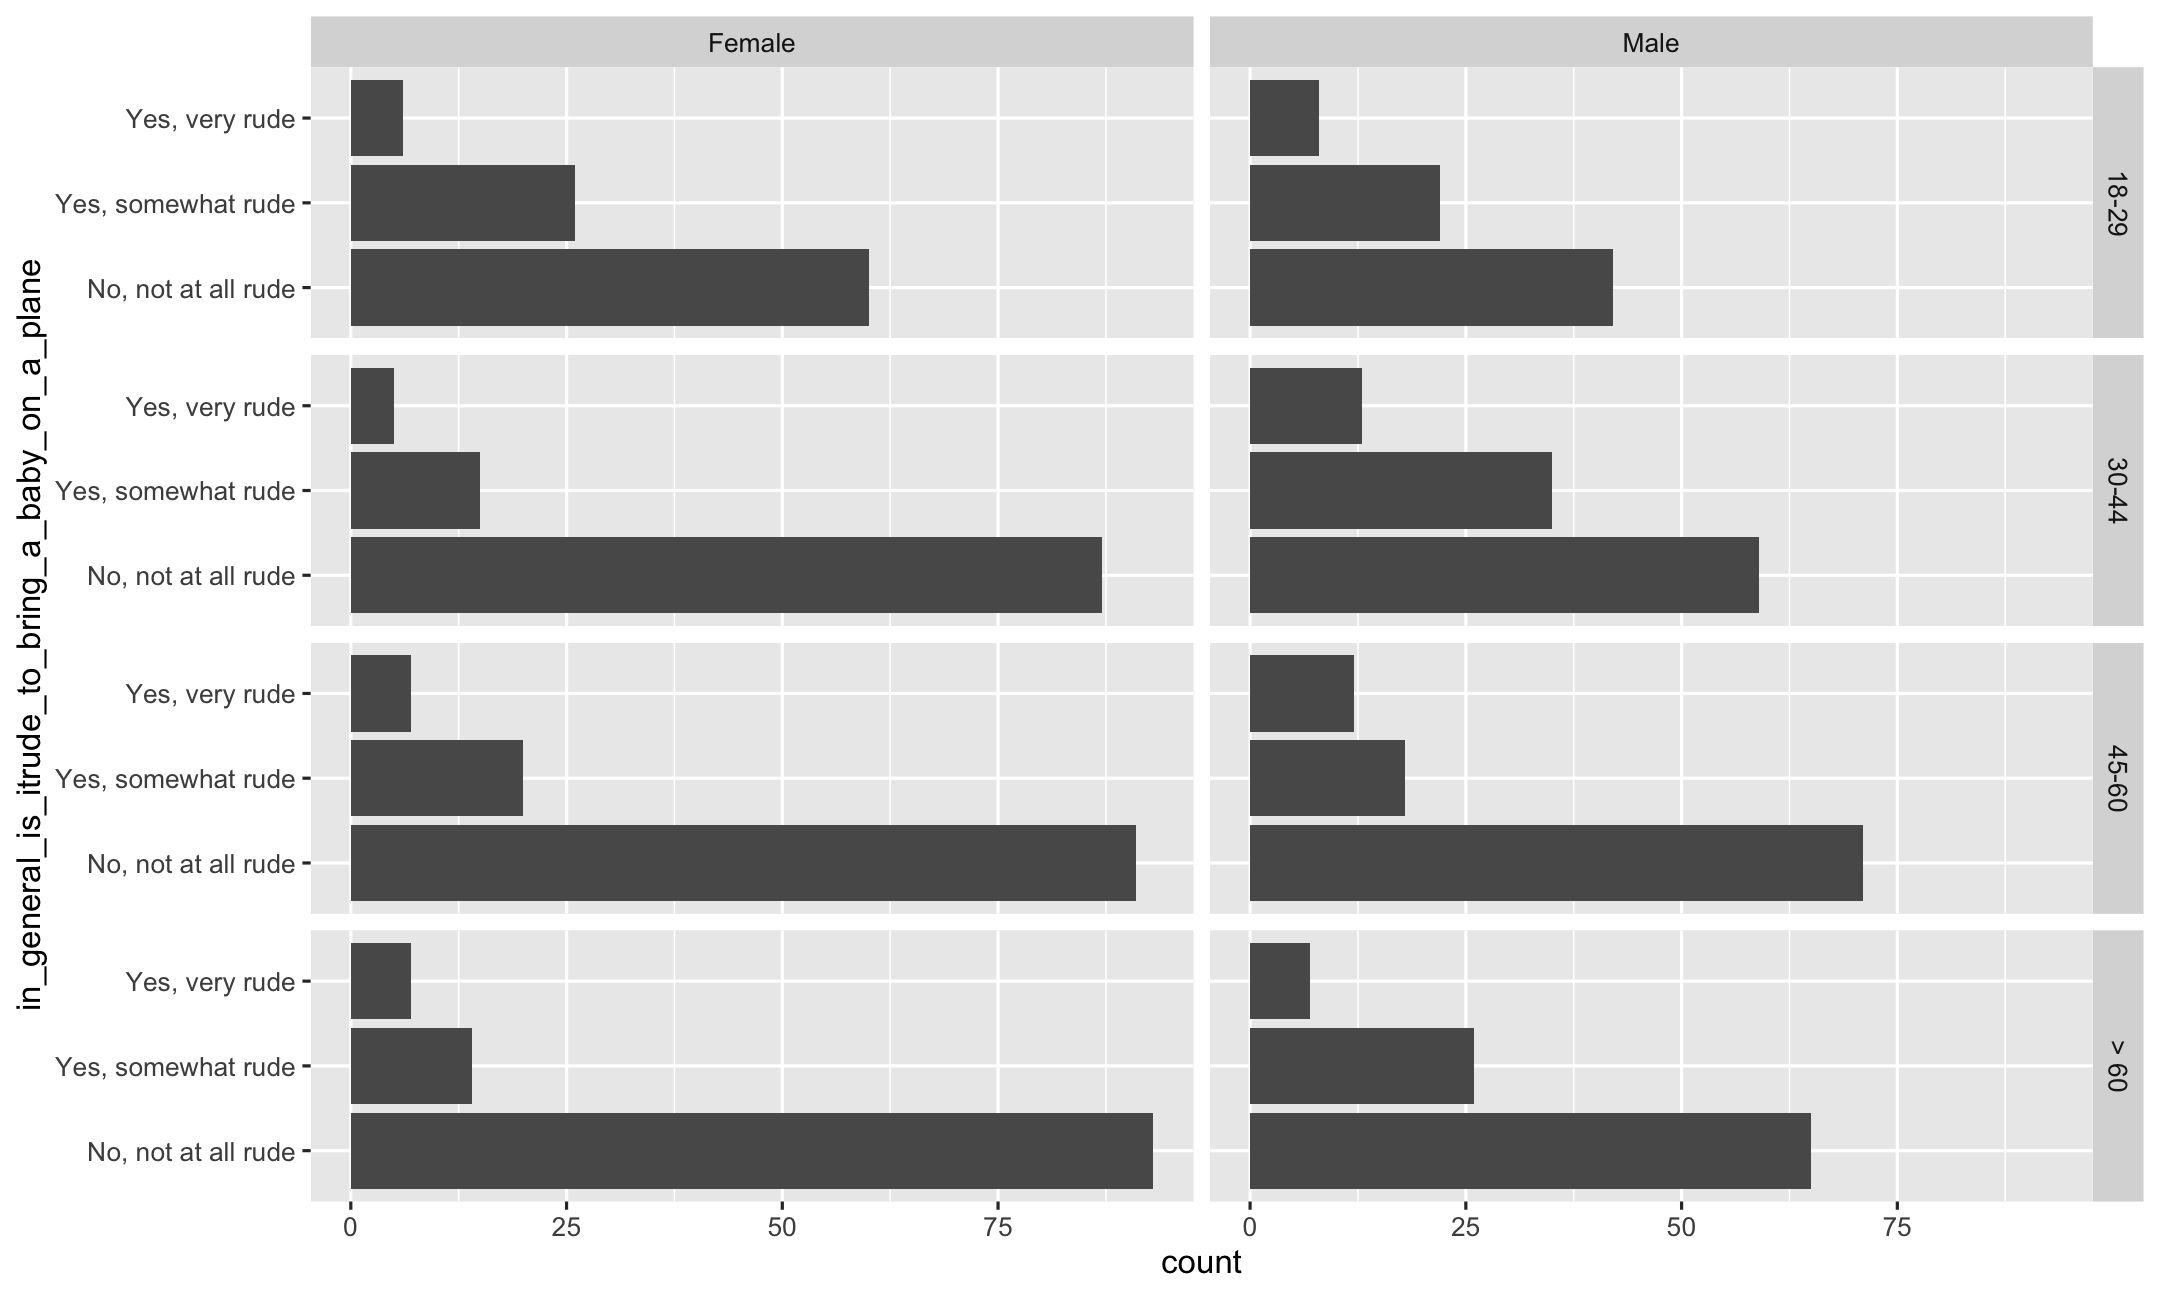 Female
Male
in_general_is_itrude_to_bring_a_baby_on_a_plane
Yes, very rude
Yes, somewhat rude
No, not at all rude
18-29
Yes, very rude
Yes, somewhat rude
No, not at all rude
30-44
Yes, very rude
Yes, somewhat rude
No, not at all rude
45-60
Yes, very rude
Yes, somewhat rude
No, not at all rude
> 60
0 25 50 75
0 25 50 75
count